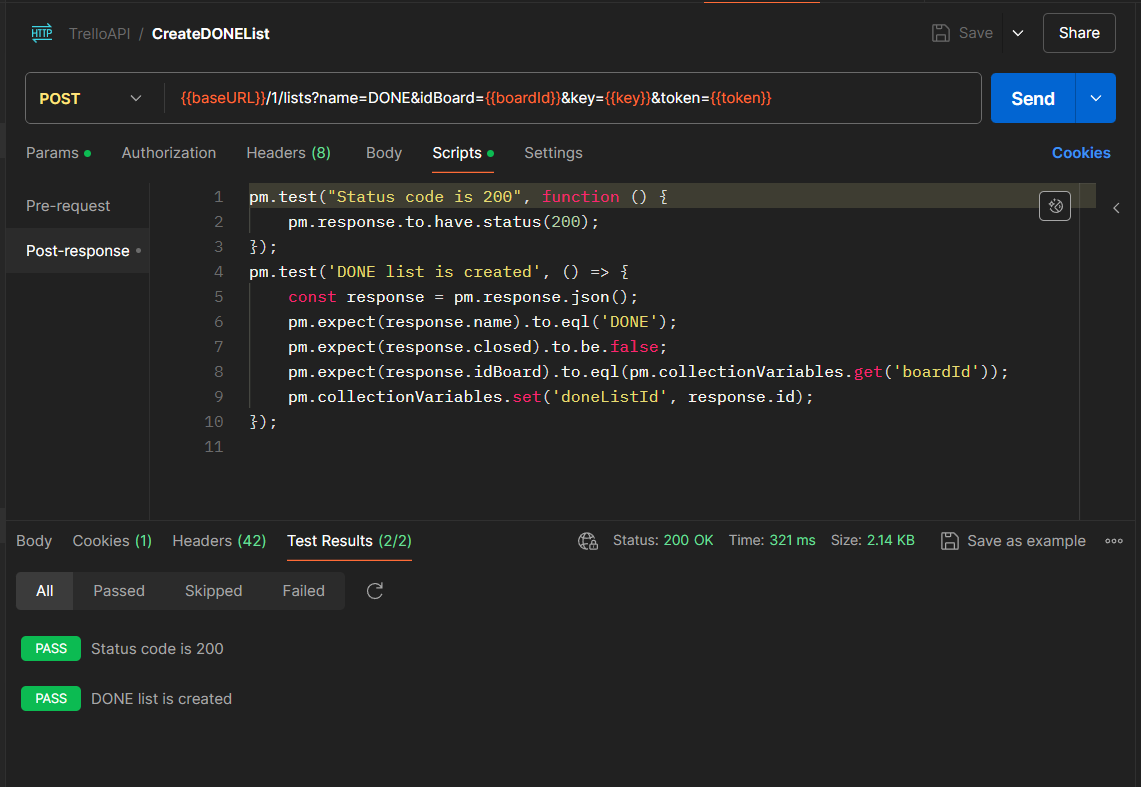 HTTP TrelloAPI / CreateDONEList Save Share
POST {{baseURL}}/1/lists?name=DONE&idBoard={{boardId}}&key={{key}}&token={{token}} Send
Params Authorization Headers (8) Body Scripts Settings Cookies
Pre-request
Post-response
1 pm.test("Status code is 200", function () {
2 pm.response.to.have.status(200);
3 });
4 pm.test('DONE list is created', () => {
5 const response = pm.response.json();
6 pm.expect(response.name).to.eql('DONE');
7 pm.expect(response.closed).to.be.false;
8 pm.expect(response.idBoard).to.eql(pm.collectionVariables.get('boardId'));
9 pm.collectionVariables.set('doneListId', response.id);
10 });
11
Body Cookies (1) Headers (42) Test Results (2/2) Status: 200 OK Time: 321 ms Size: 2.14 KB Save as example
All Passed Skipped Failed
PASS Status code is 200
PASS DONE list is created